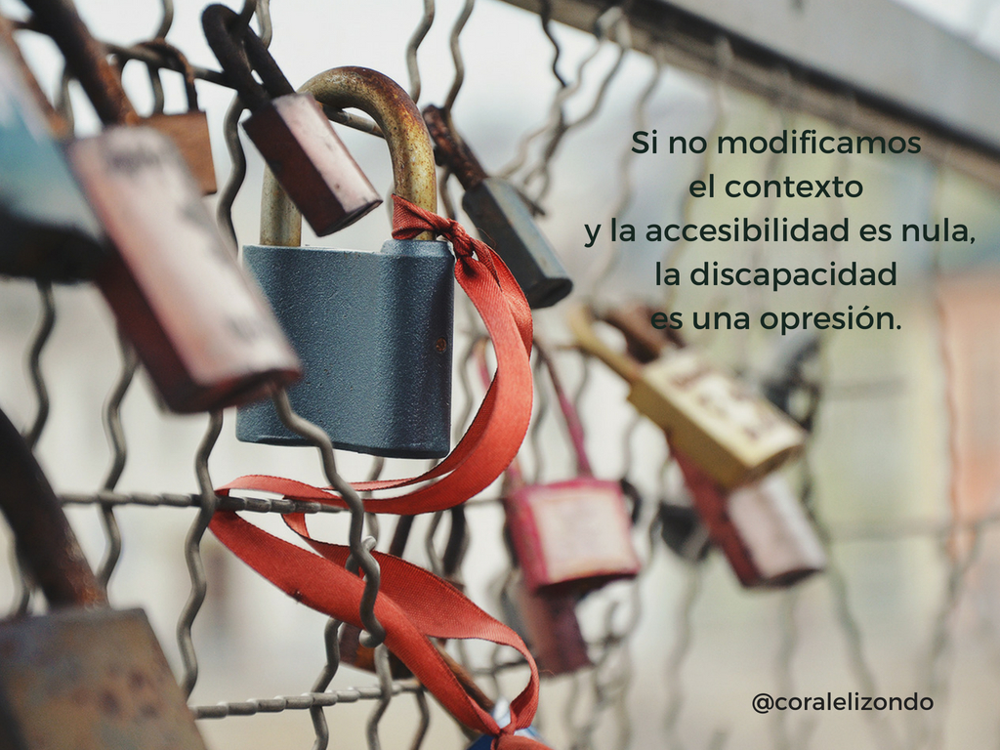 Si no modificamos
el contexto
y la accesibilidad es nula,
la discapacidad
es una opresión.
@coralelizondo